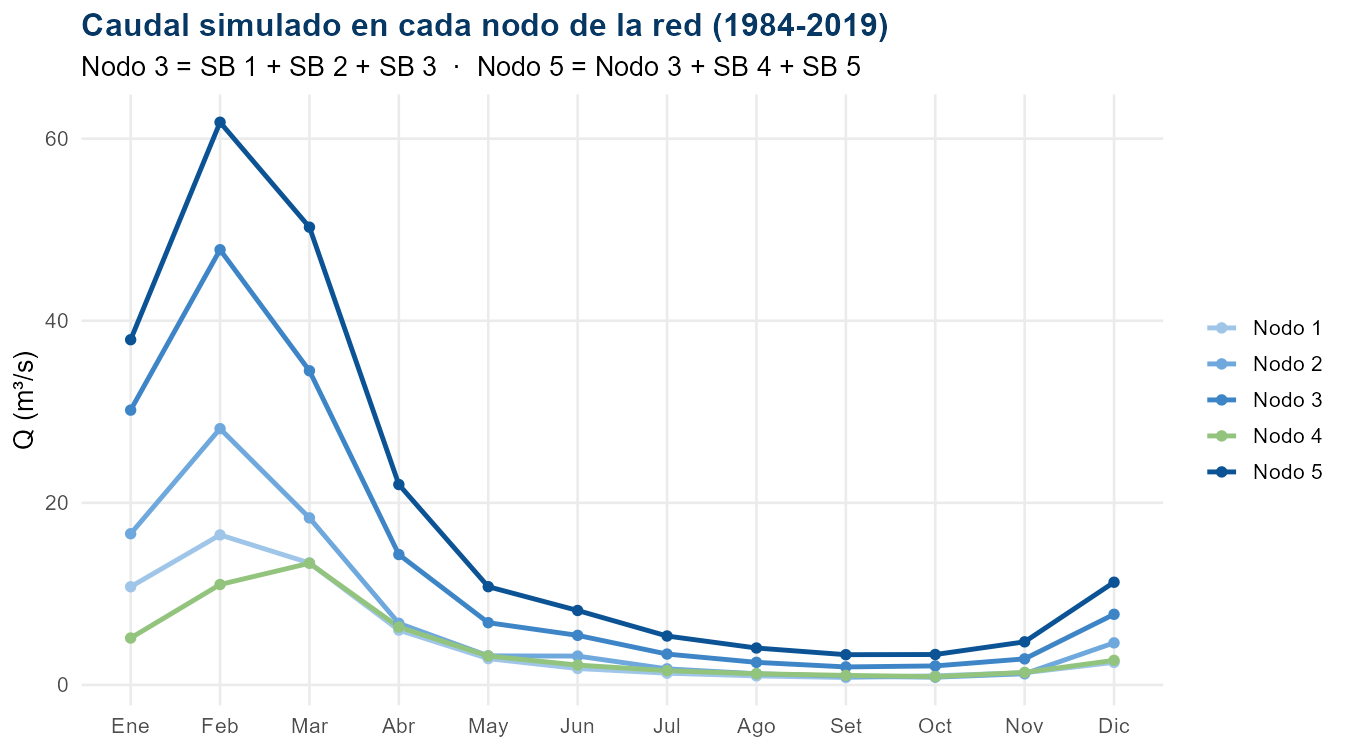 Caudal simulado en cada nodo de la red (1984-2019)
Nodo 3 = SB 1 + SB 2 + SB 3 · Nodo 5 = Nodo 3 + SB 4 + SB 5
Q (m³/s)
60
40
20
0
Ene Feb Mar Abr May Jun Jul Ago Set Oct Nov Dic
Nodo 1
Nodo 2
Nodo 3
Nodo 4
Nodo 5